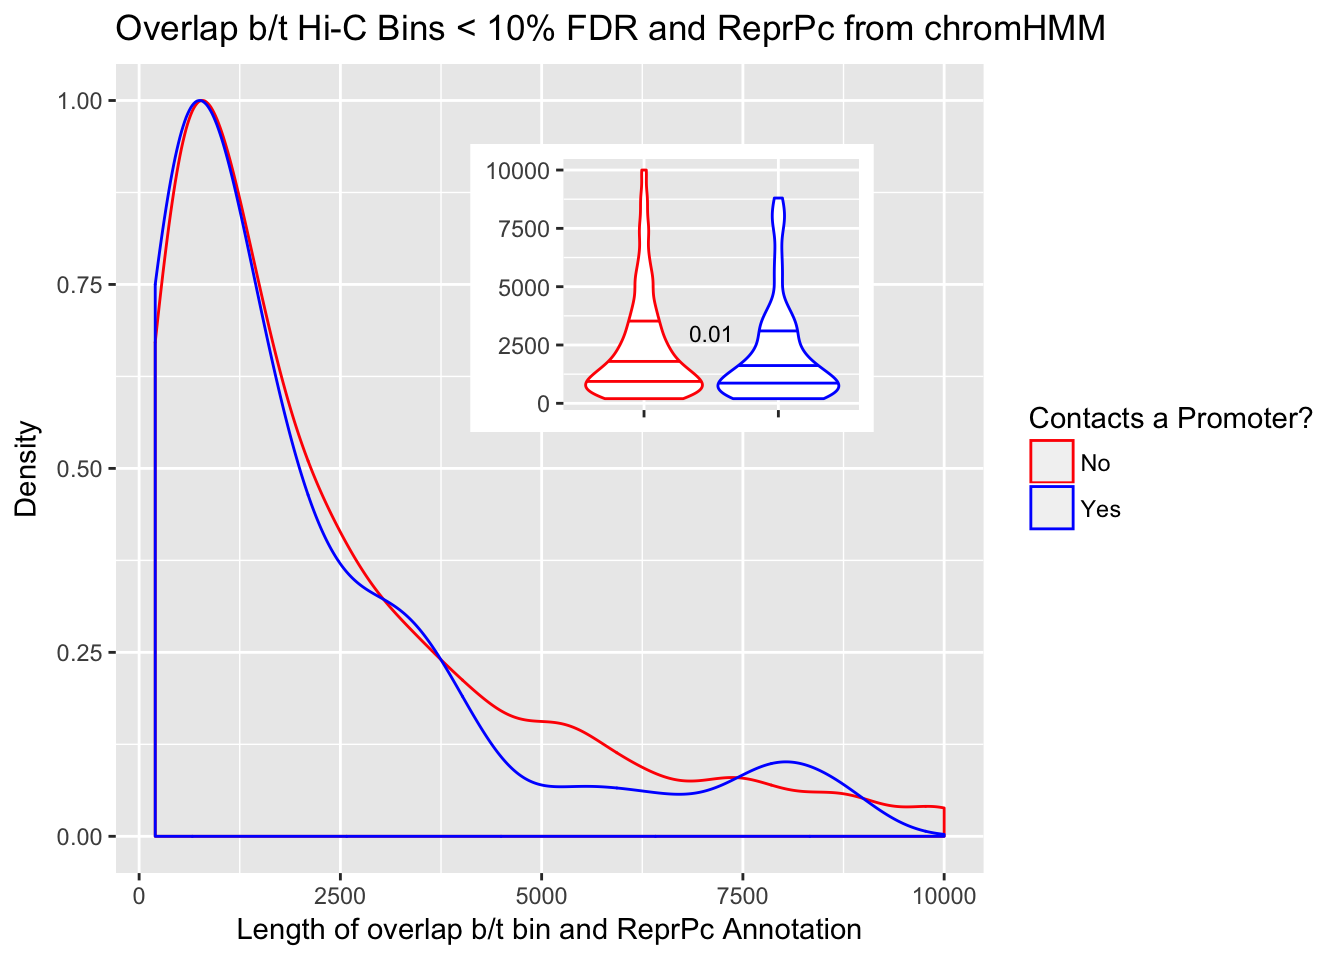 Overlap b/t Hi-C Bins < 10% FDR and ReprPc from chromHMM
1.00
0.75
0.50
0.25
0.00
Density
0
2500
5000
7500
10000
Length of overlap b/t bin and ReprPc Annotation
10000
7500
5000
2500
0
0.01
Contacts a Promoter?
No
Yes